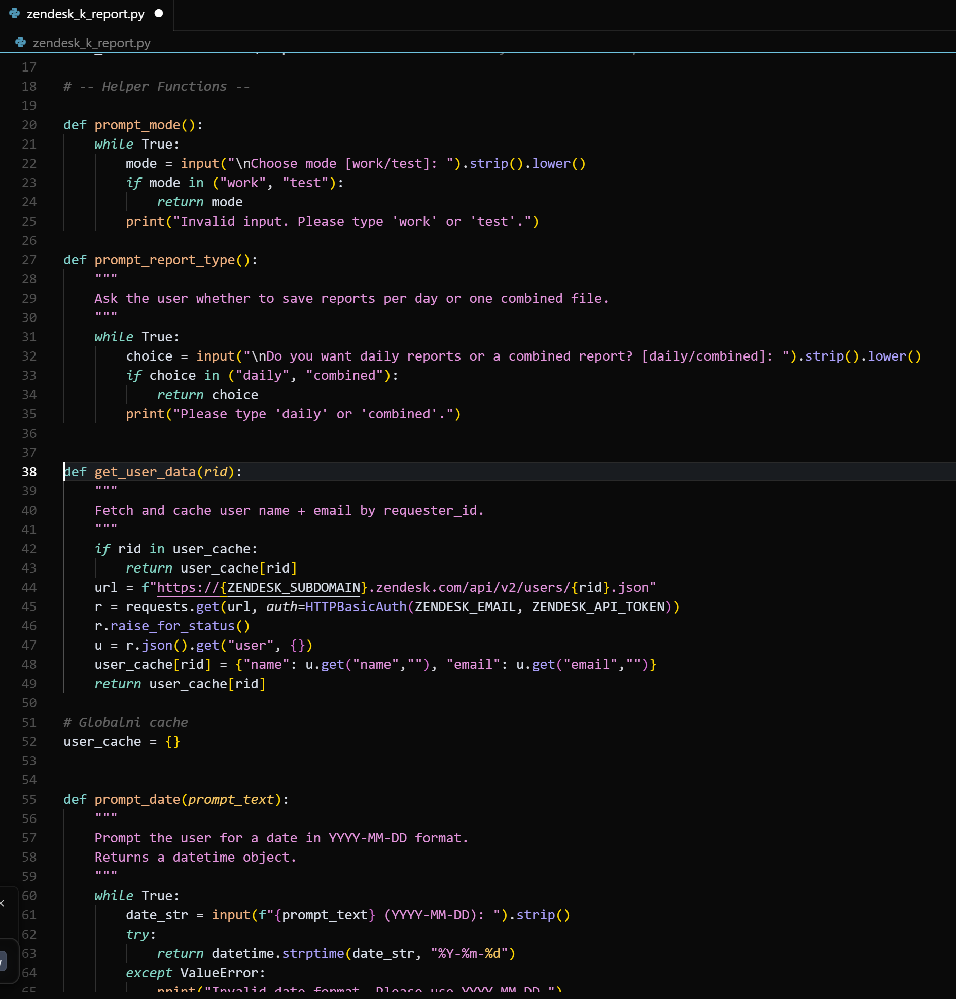 zendesk_k_report.py
zendesk_k_report.py
17
18 # -- Helper Functions --
19
20 def prompt_mode():
21     while True:
22         mode = input("\nChoose mode [work/test]: ").strip().lower()
23         if mode in ("work", "test"):
24             return mode
25         print("Invalid input. Please type 'work' or 'test'.")
26
27 def prompt_report_type():
28     """
29     Ask the user whether to save reports per day or one combined file.
30     """
31     while True:
32         choice = input("\nDo you want daily reports or a combined report? [daily/combined]: ").strip().lower()
33         if choice in ("daily", "combined"):
34             return choice
35         print("Please type 'daily' or 'combined'.")
36
37
38 def get_user_data(rid):
39     """
40     Fetch and cache user name + email by requester_id.
41     """
42     if rid in user_cache:
43         return user_cache[rid]
44     url = f"https://{ZENDESK_SUBDOMAIN}.zendesk.com/api/v2/users/{rid}.json"
45     r = requests.get(url, auth=HTTPBasicAuth(ZENDESK_EMAIL, ZENDESK_API_TOKEN))
46     r.raise_for_status()
47     u = r.json().get("user", {})
48     user_cache[rid] = {"name": u.get("name",""), "email": u.get("email","")}
49     return user_cache[rid]
50
51 # Globalni cache
52 user_cache = {}
53
54
55 def prompt_date(prompt_text):
56     """
57     Prompt the user for a date in YYYY-MM-DD format.
58     Returns a datetime object.
59     """
60     while True:
61         date_str = input(f"{prompt_text} (YYYY-MM-DD): ").strip()
62         try:
63             return datetime.strptime(date_str, "%Y-%m-%d")
64         except ValueError:
65             print("Invalid date format. Please use YYYY-MM-DD.")